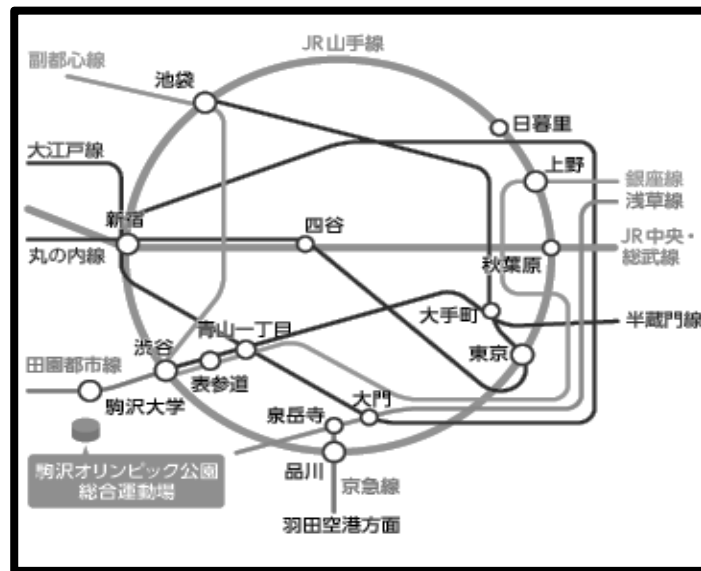 JR山手線
副都心線
池袋
日暮里
大江戸線
上野
銀座線
新宿
四谷
浅草線
丸の内線
秋葉原
JR中央・
総武線
大手町
半蔵門線
青山一丁目
渋谷
東京
田園都市線
表参道
駒沢大学
大門
泉岳寺
駒沢オリンピック公園
総合運動場
品川
京急線
羽田空港方面